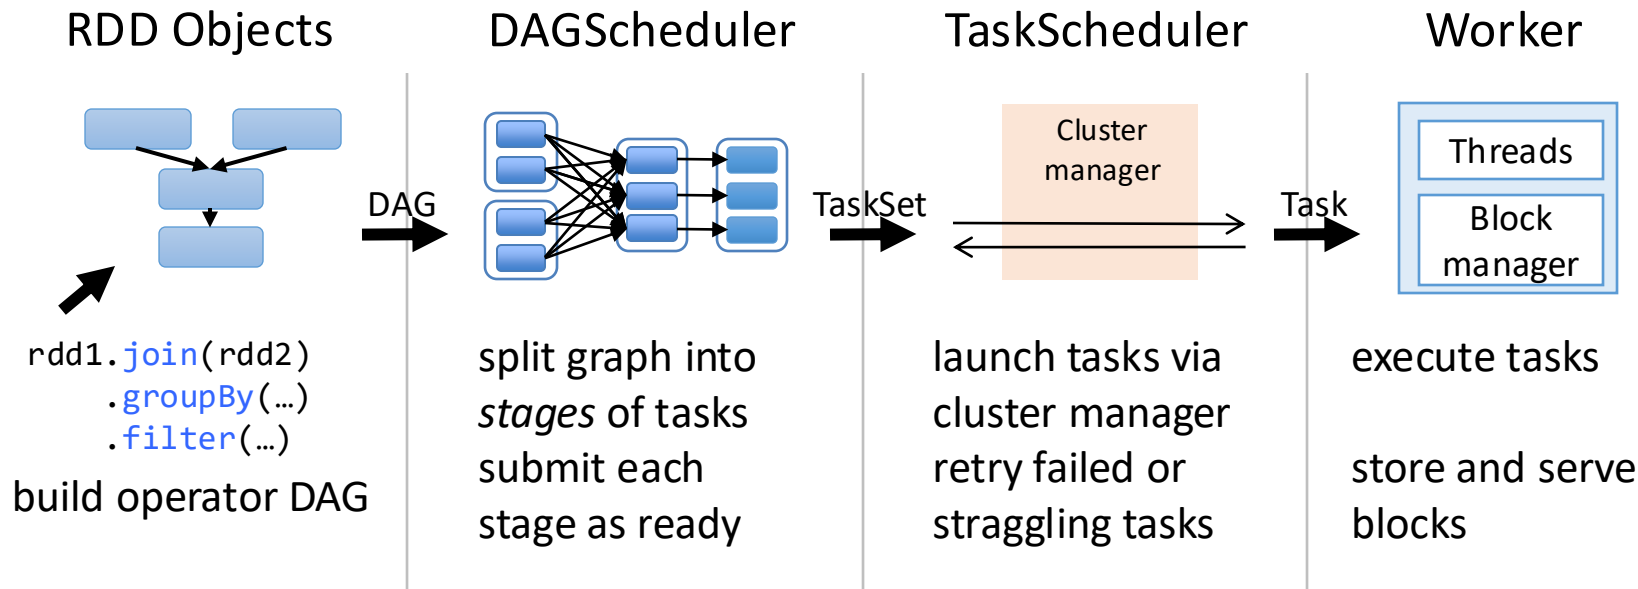 RDD Objects
DAGScheduler
TaskScheduler
Worker
DAG
TaskSet
Cluster
manager
Task
Threads
Block
manager
rdd1.join(rdd2)
.groupBy(…)
.filter(…)
build operator DAG
split graph into
stages of tasks
submit each
stage as ready
launch tasks via
cluster manager
retry failed or
straggling tasks
execute tasks
store and serve
blocks